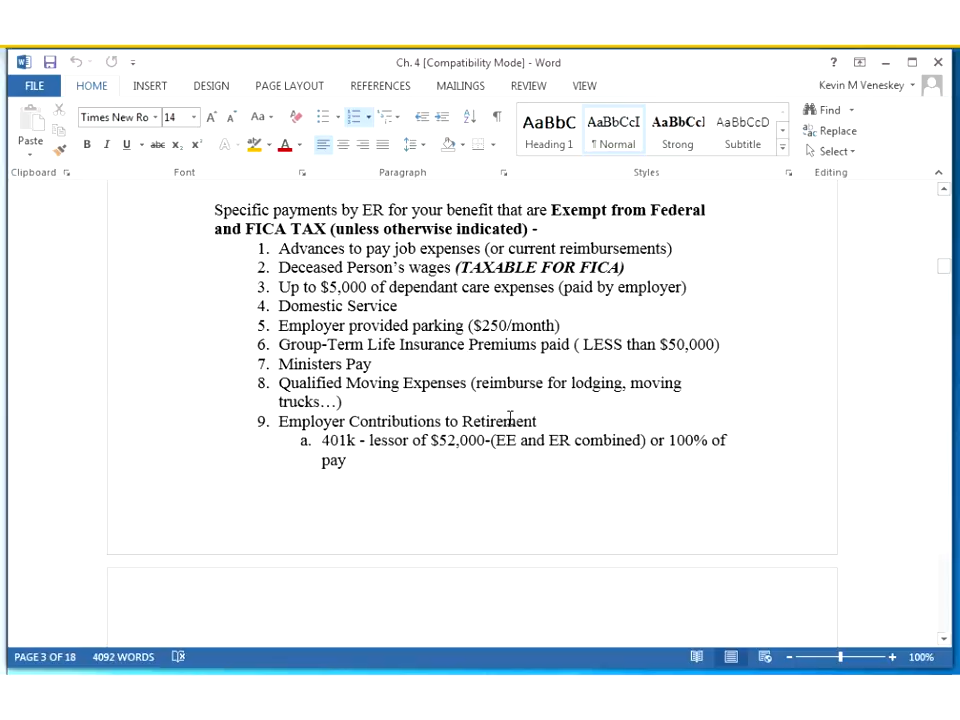 Ch. 4 [Compatibility Mode] - Word
?
FILE HOME INSERT DESIGN PAGE LAYOUT REFERENCES MAILINGS REVIEW VIEW Kevin M Veneskey
Paste
Times New Ro 14 Aa
B I U abc x₂ x²
AaBbC AaBbCcI AaBbCcI AaBbCcD
Heading 1 ¶ Normal Strong Subtitle
Find
Replace
Select
Clipboard Font Paragraph Styles Editing
Specific payments by ER for your benefit that are Exempt from Federal
and FICA TAX (unless otherwise indicated) -
1. Advances to pay job expenses (or current reimbursements)
2. Deceased Person's wages (TAXABLE FOR FICA)
3. Up to $5,000 of dependant care expenses (paid by employer)
4. Domestic Service
5. Employer provided parking ($250/month)
6. Group-Term Life Insurance Premiums paid ( LESS than $50,000)
7. Ministers Pay
8. Qualified Moving Expenses (reimburse for lodging, moving
trucks…)
9. Employer Contributions to Retirement
a. 401k - lessor of $52,000-(EE and ER combined) or 100% of
pay
PAGE 3 OF 18 4092 WORDS 100%